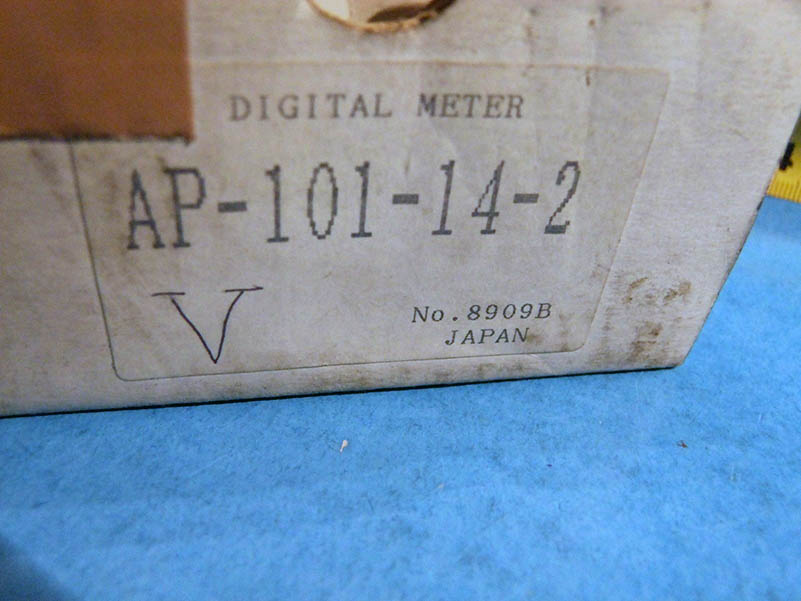 DIGITAL METER
AP-101-14-2
V
No.8909B
JAPAN